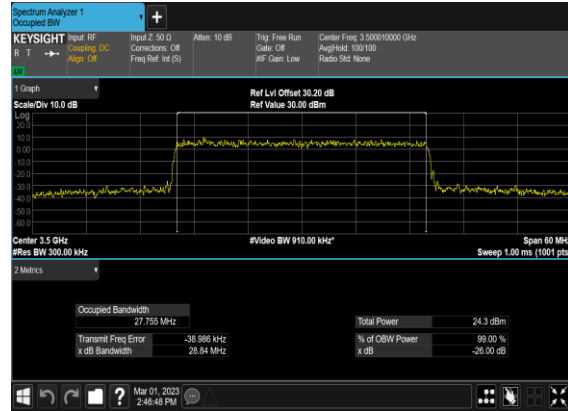 Spectrum Analyzer 1
Occupied BW
KEYSIGHT
R T
LXI
Input: RF
Coupling: DC
Align: Off
Input Z: 50 Ω
Corrections: Off
Freq Ref: Int (S)
Atten: 10 dB
Trig: Free Run
Gate: Off
#IF Gain: Low
Center Freq: 3.500010000 GHz
Avg|Hold: 100/100
Radio Std: None
1 Graph
Scale/Div 10.0 dB
Ref Lvl Offset 30.20 dB
Ref Value 30.00 dBm
Log
20.0
10.0
0.00
-10.0
-20.0
-30.0
-40.0
-50.0
-60.0
Center 3.5 GHz
#Res BW 300.00 kHz
#Video BW 910.00 kHz*
Span 60 MHz
Sweep 1.00 ms (1001 pts)
2 Metrics
Occupied Bandwidth
27.755 MHz
Transmit Freq Error -38.986 kHz
x dB Bandwidth 28.84 MHz
Total Power 24.3 dBm
% of OBW Power 99.00 %
x dB -26.00 dB
Mar 01, 2023
2:46:48 PM